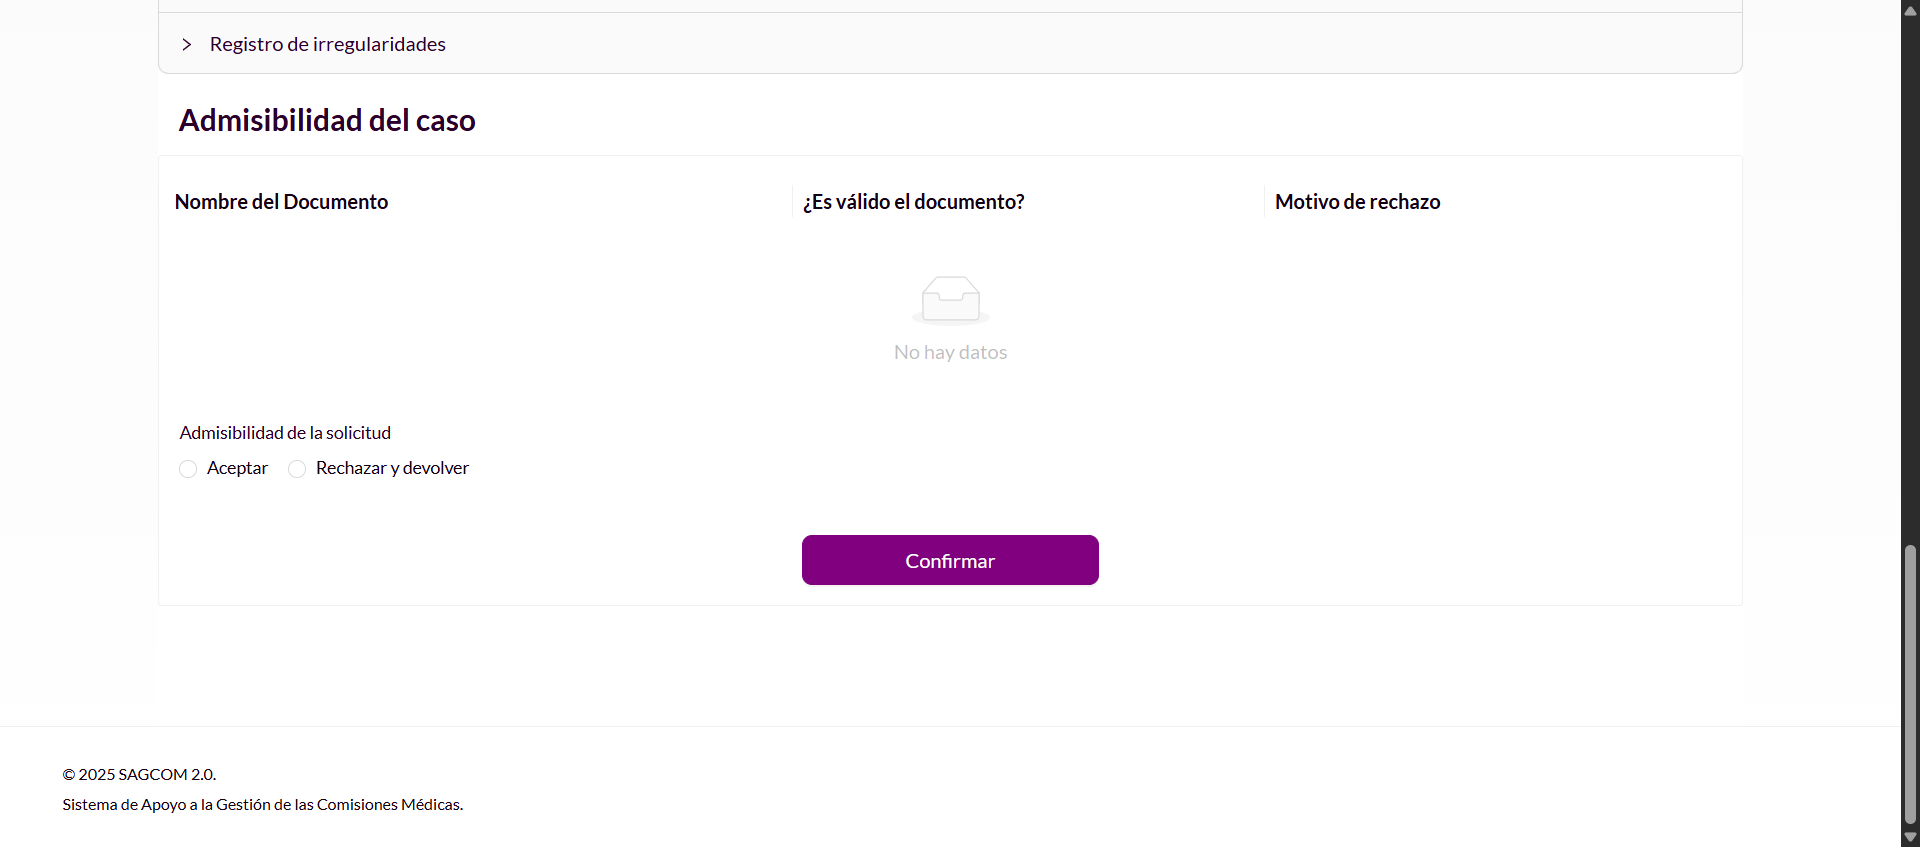 Registro de irregularidades
Admisibilidad del caso
Nombre del Documento
¿Es válido el documento?
Motivo de rechazo
No hay datos
Admisibilidad de la solicitud
Aceptar
Rechazar y devolver
Confirmar
© 2025 SAGCOM 2.0.
Sistema de Apoyo a la Gestión de las Comisiones Médicas.